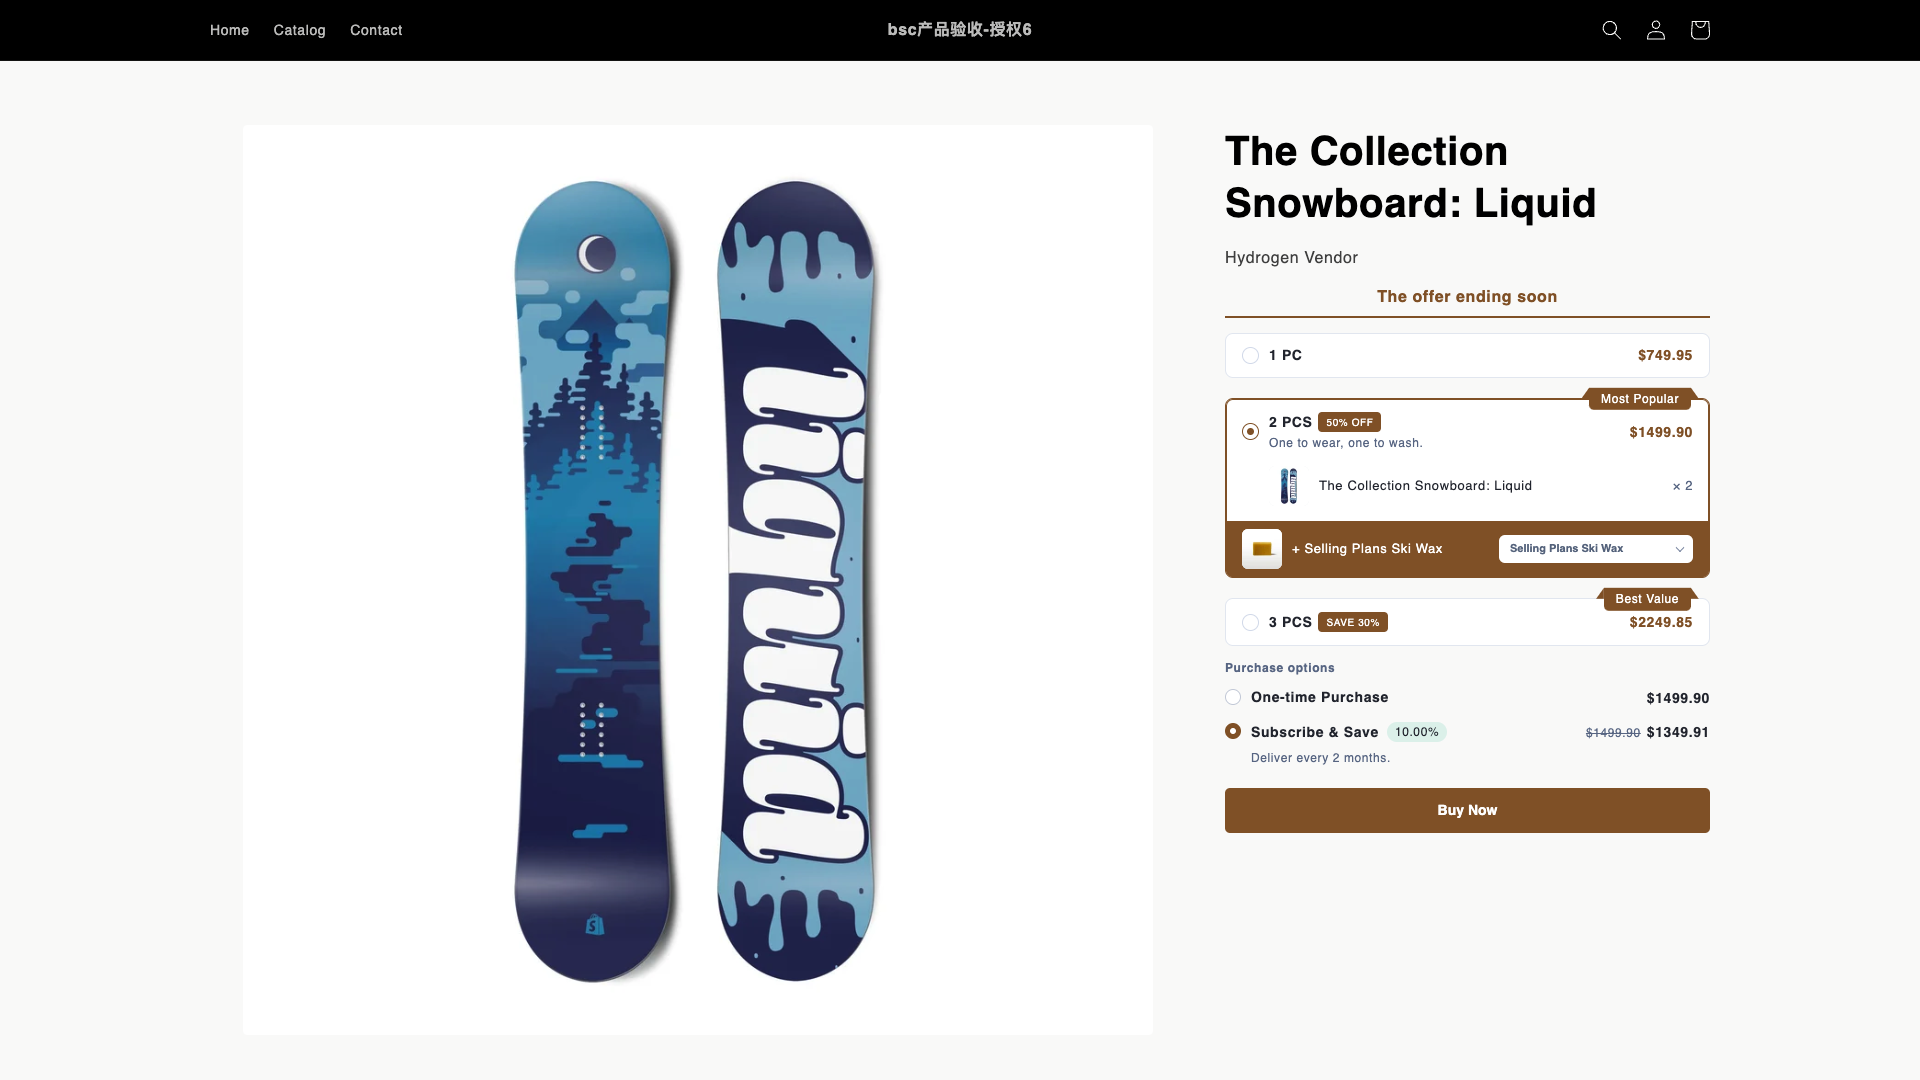 Home
Catalog
Contact
bsc产品验收-授权6
The Collection
Snowboard: Liquid
Hydrogen Vendor
The offer ending soon
1 PC
$749.95
Most Popular
2 PCS
50% OFF
One to wear, one to wash.
$1499.90
The Collection Snowboard: Liquid
× 2
+ Selling Plans Ski Wax
Selling Plans Ski Wax
Best Value
3 PCS
SAVE 30%
$2249.85
Purchase options
One-time Purchase
$1499.90
Subscribe & Save
10.00%
$1499.90 $1349.91
Deliver every 2 months.
Buy Now
liquid